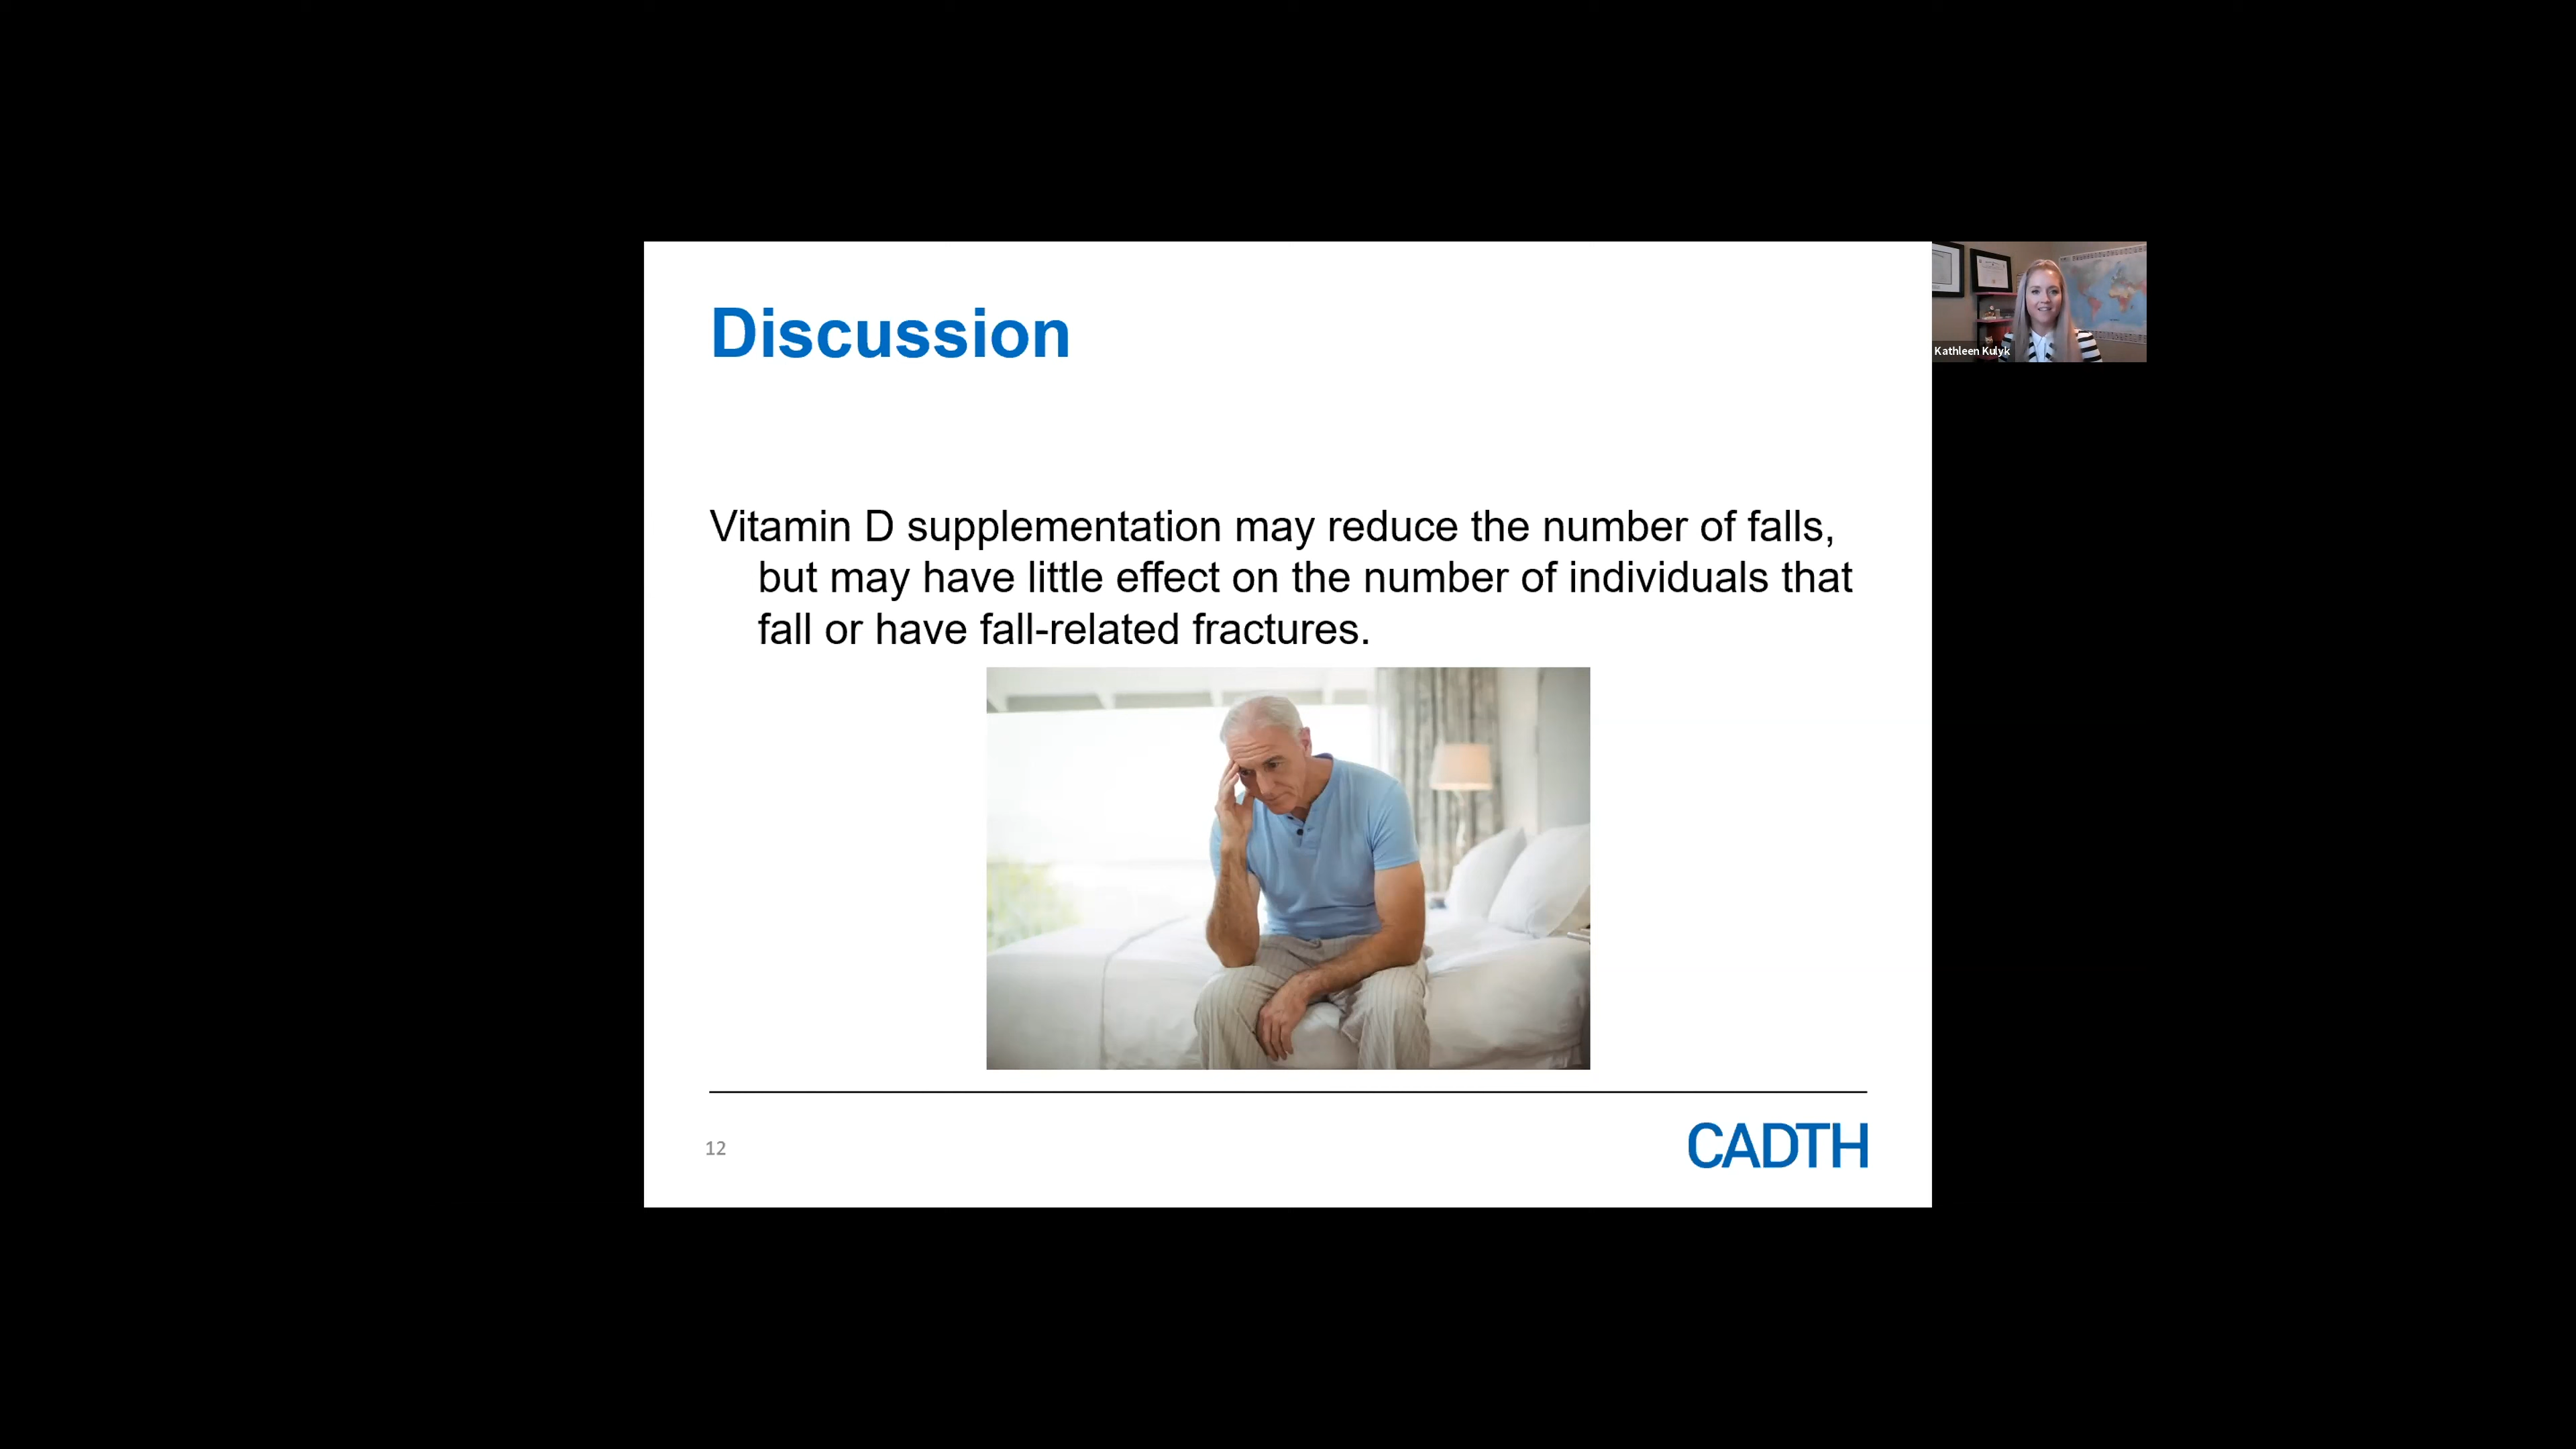 Discussion
Kathleen Kulyk
Vitamin D supplementation may reduce the number of falls,
but may have little effect on the number of individuals that
fall or have fall-related fractures.
12
CADTH